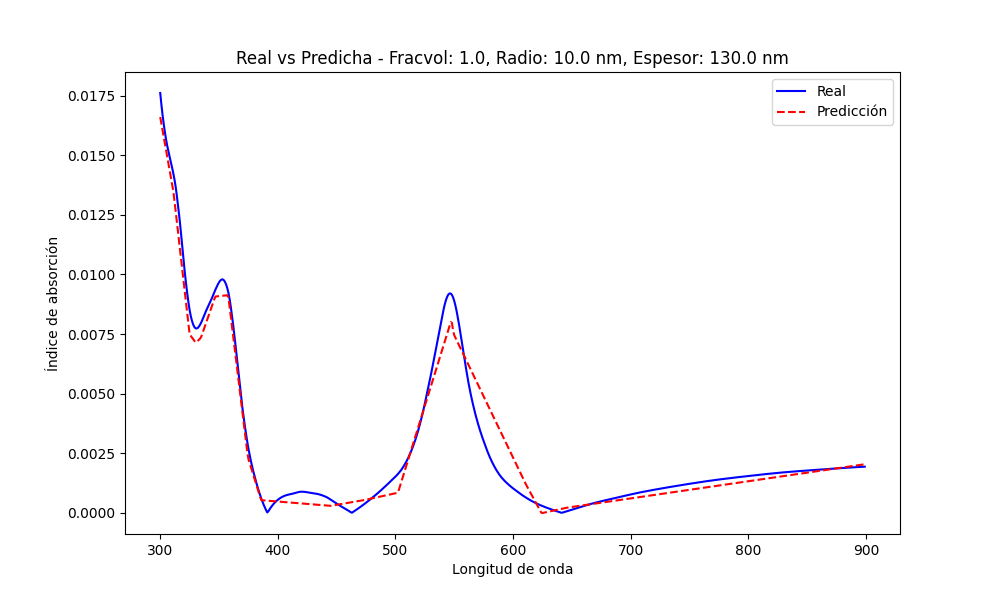 Real vs Predicha - Fracvol: 1.0, Radio: 10.0 nm, Espesor: 130.0 nm
Real
Predicción
Índice de absorción
0.0175
0.0150
0.0125
0.0100
0.0075
0.0050
0.0025
0.0000
300 400 500 600 700 800 900
Longitud de onda